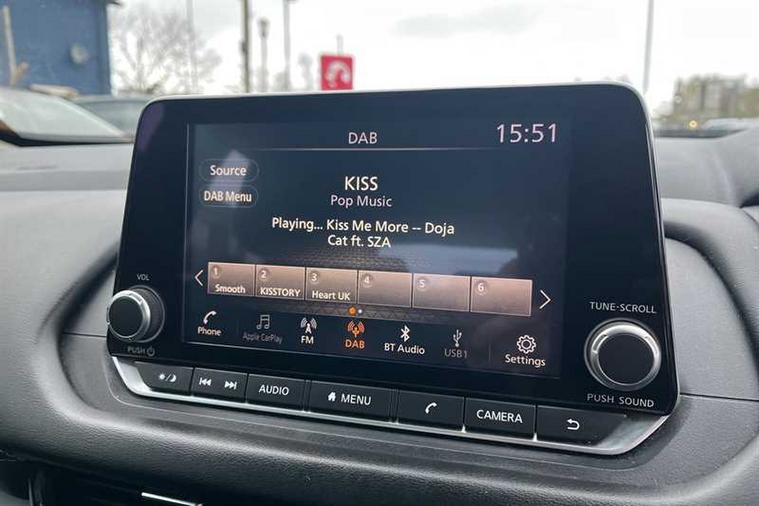 DAB
15:51
Source
KISS
DAB Menu
Pop Music
Playing... Kiss Me More -- Doja
Cat ft. SZA
1 2 3 4 5 6
Smooth KISSTORY Heart UK
Phone Apple CarPlay FM DAB BT Audio USB1 Settings
VOL
PUSH
TUNE-SCROLL
PUSH SOUND
AUDIO MENU CAMERA